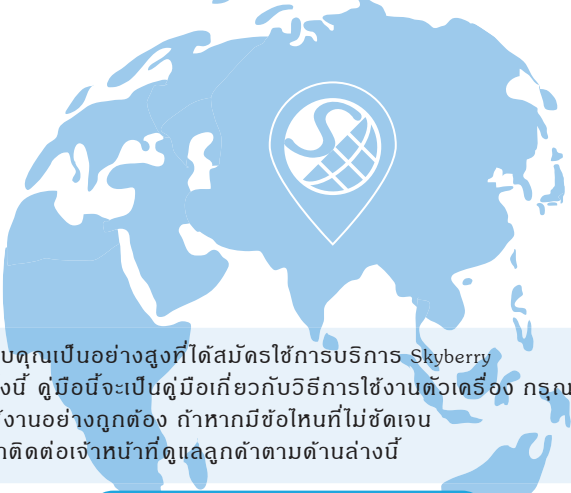 บคุณเป็นอย่างสูงที่ได้สมัครใช้การบริการ Skyberry
งนี้ คู่มือนี้จะเป็นคู่มือเกี่ยวกับวิธีการใช้งานตัวเครื่อง กรุณ
งานอย่างถูกต้อง ถ้าหากมีข้อไหนที่ไม่ชัดเจน
าติดต่อเจ้าหน้าที่ดูแลลูกค้าตามด้านล่างนี้